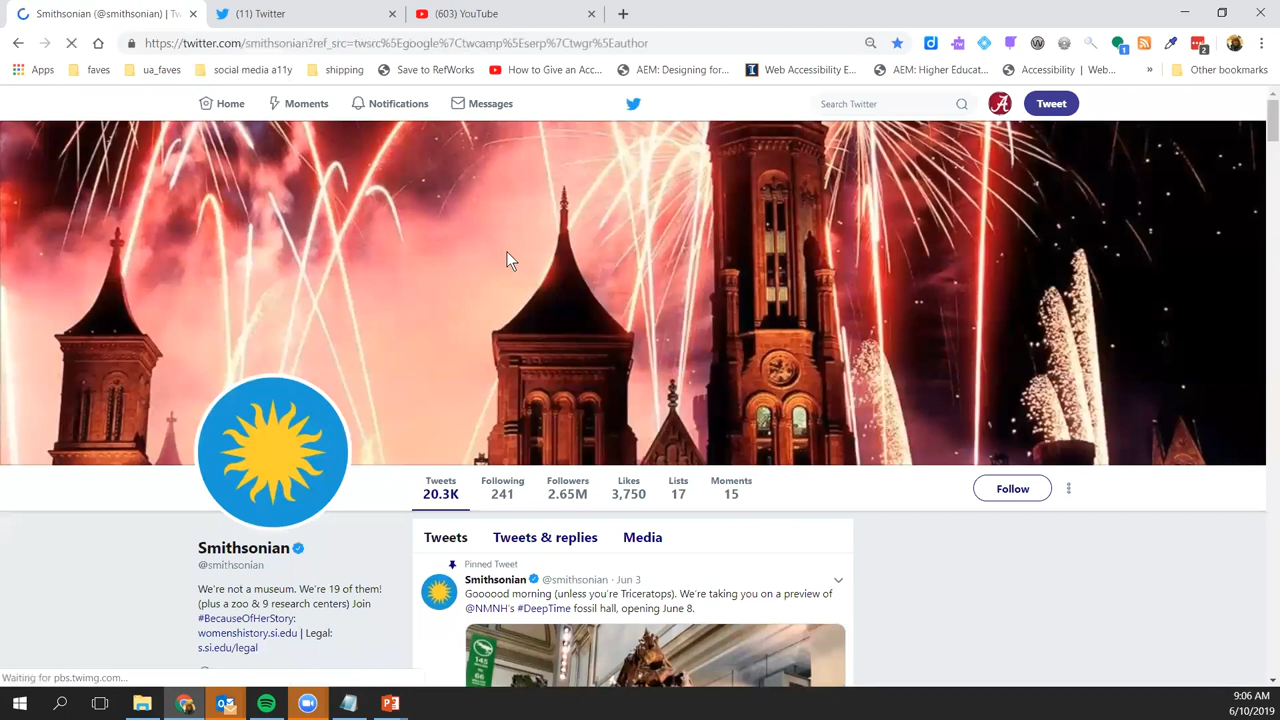 Smithsonian (@smithsonian) | Tw
(11) Twitter
(603) YouTube
https://twitter.com/smithsonian?ref_src=twsrc%5Egoogle%7Ctwcamp%5Eserp%7Ctwgr%5Eauthor
1
2
Apps
faves
ua_faves
social media a11y
shipping
Save to RefWorks
How to Give an Acc...
AEM: Designing for...
Web Accessibility E...
AEM: Higher Educat...
Accessibility | Web...
»
Other bookmarks
Home
Moments
Notifications
Messages
Search Twitter
Tweet
Tweets Following Followers Likes Lists Moments
20.3K 241 2.65M 3,750 17 15
Follow
Smithsonian
@smithsonian
We're not a museum. We're 19 of them!
(plus a zoo & 9 research centers) Join
#BecauseOfHerStory:
womenshistory.si.edu | Legal:
s.si.edu/legal
Tweets Tweets & replies Media
Pinned Tweet
Smithsonian @smithsonian · Jun 3
Goooood morning (unless you're Triceratops). We're taking you on a preview of
@NMNH's #DeepTime fossil hall, opening June 8.
145
66
Waiting for pbs.twimg.com...
9:06 AM
6/10/2019